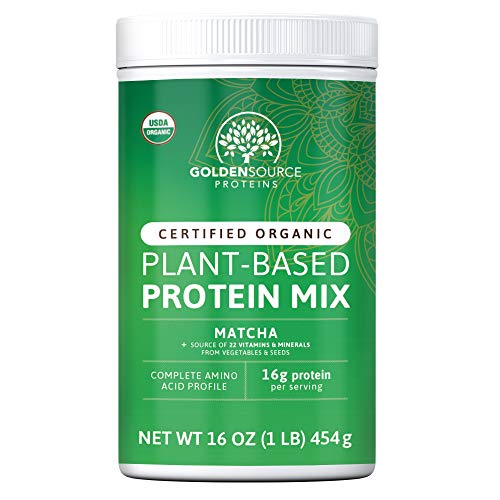 USDA
ORGANIC
GOLDENSOURCE
PROTEINS
CERTIFIED ORGANIC
PLANT-BASED
PROTEIN MIX
MATCHA
+ SOURCE OF 22 VITAMINS & MINERALS
FROM VEGETABLES & SEEDS
COMPLETE AMINO
ACID PROFILE
16g protein
per serving
NET WT 16 OZ (1 LB) 454g